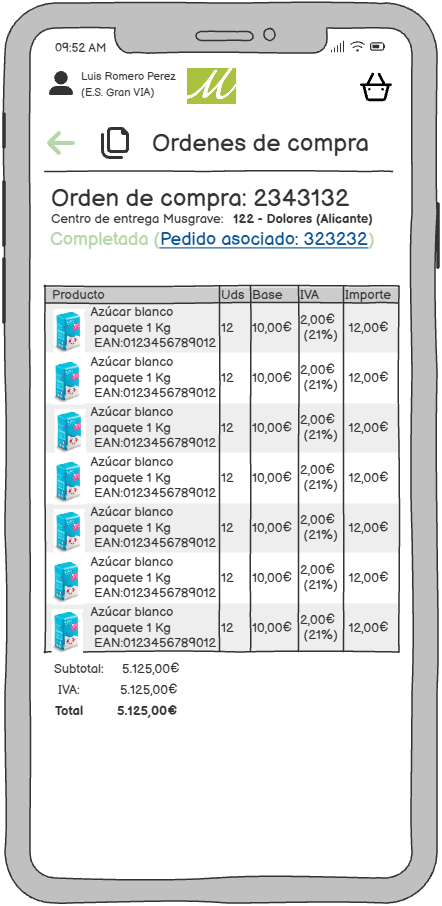 09:52 AM
Luis Romero Perez
(E.S. Gran VIA)
M
Ordenes de compra
Orden de compra: 2343132
Centro de entrega Musgrave: 122 - Dolores (Alicante)
Completada (Pedido asociado: 323232)
Producto Uds Base IVA Importe
Azúcar blanco
paquete 1 Kg
EAN:0123456789012
12 10,00€ 2,00€ (21%) 12,00€
Azúcar blanco
paquete 1 Kg
EAN:0123456789012
12 10,00€ 2,00€ (21%) 12,00€
Azúcar blanco
paquete 1 Kg
EAN:0123456789012
12 10,00€ 2,00€ (21%) 12,00€
Azúcar blanco
paquete 1 Kg
EAN:0123456789012
12 10,00€ 2,00€ (21%) 12,00€
Azúcar blanco
paquete 1 Kg
EAN:0123456789012
12 10,00€ 2,00€ (21%) 12,00€
Azúcar blanco
paquete 1 Kg
EAN:0123456789012
12 10,00€ 2,00€ (21%) 12,00€
Azúcar blanco
paquete 1 Kg
EAN:0123456789012
12 10,00€ 2,00€ (21%) 12,00€
Subtotal: 5.125,00€
IVA: 5.125,00€
Total 5.125,00€